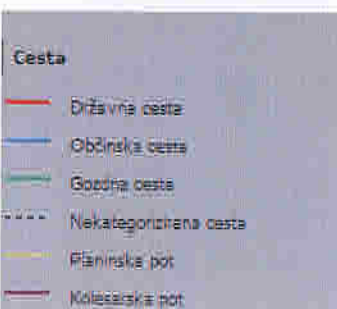 Cesta
Državna cesta
Občinska cesta
Gozdna cesta
Nekategorizirana cesta
Planinska pot
Kolesarska pot